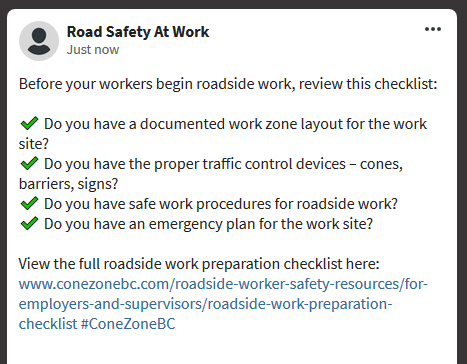 Road Safety At Work
Just now
Before your workers begin roadside work, review this checklist:
✔ Do you have a documented work zone layout for the work
site?
✔ Do you have the proper traffic control devices – cones,
barriers, signs?
✔ Do you have safe work procedures for roadside work?
✔ Do you have an emergency plan for the work site?
View the full roadside work preparation checklist here:
www.conezonebc.com/roadside-worker-safety-resources/for-
employers-and-supervisors/roadside-work-preparation-
checklist #ConeZoneBC